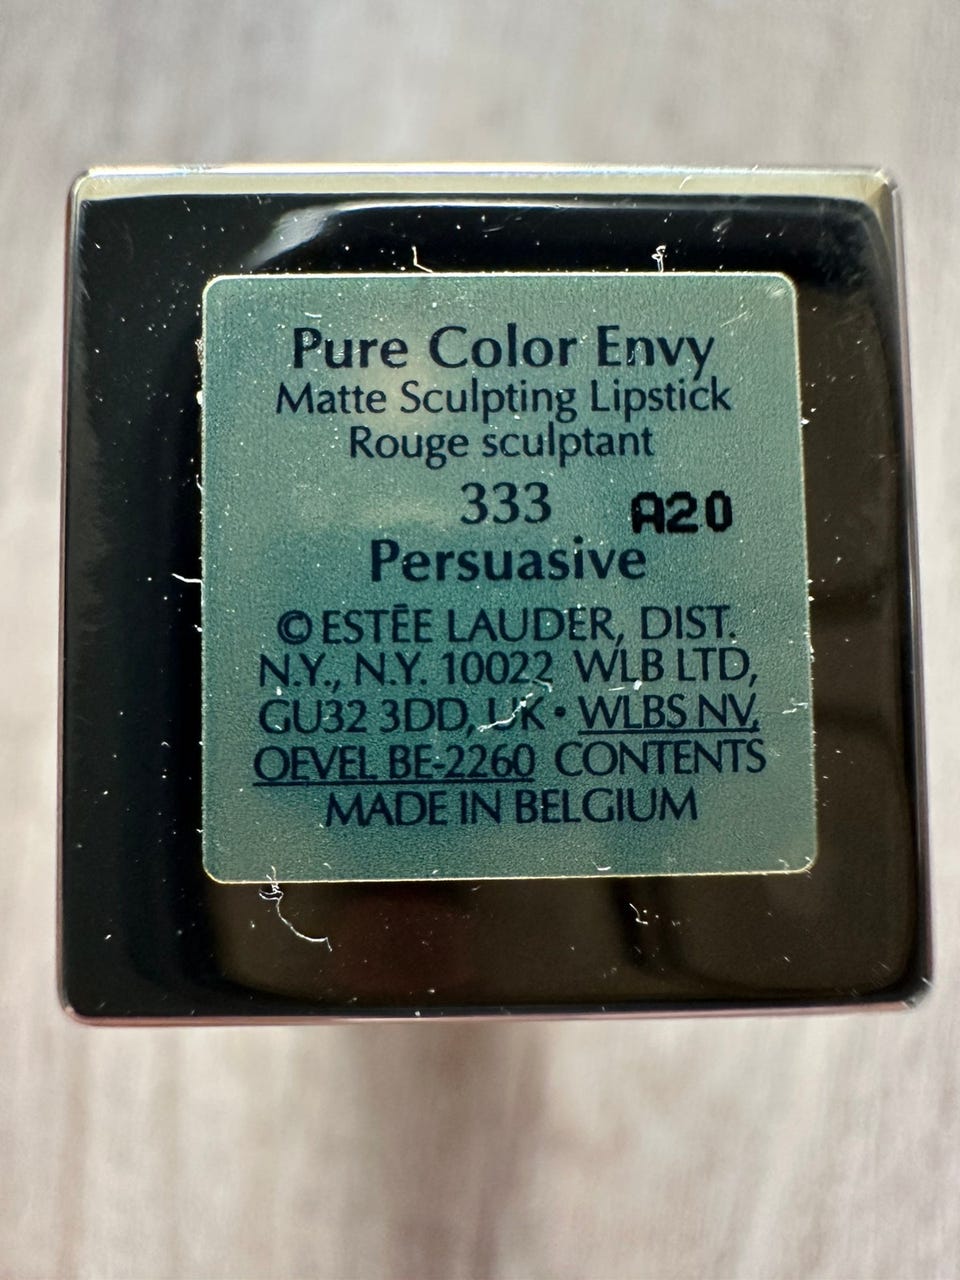 Pure Color Envy
Matte Sculpting Lipstick
Rouge sculptant
333 A20
Persuasive
© ESTĒE LAUDER, DIST.
N.Y., N.Y. 10022 WLB LTD,
GU32 3DD, UK • WLBS NV,
OEVEL BE-2260 CONTENTS
MADE IN BELGIUM